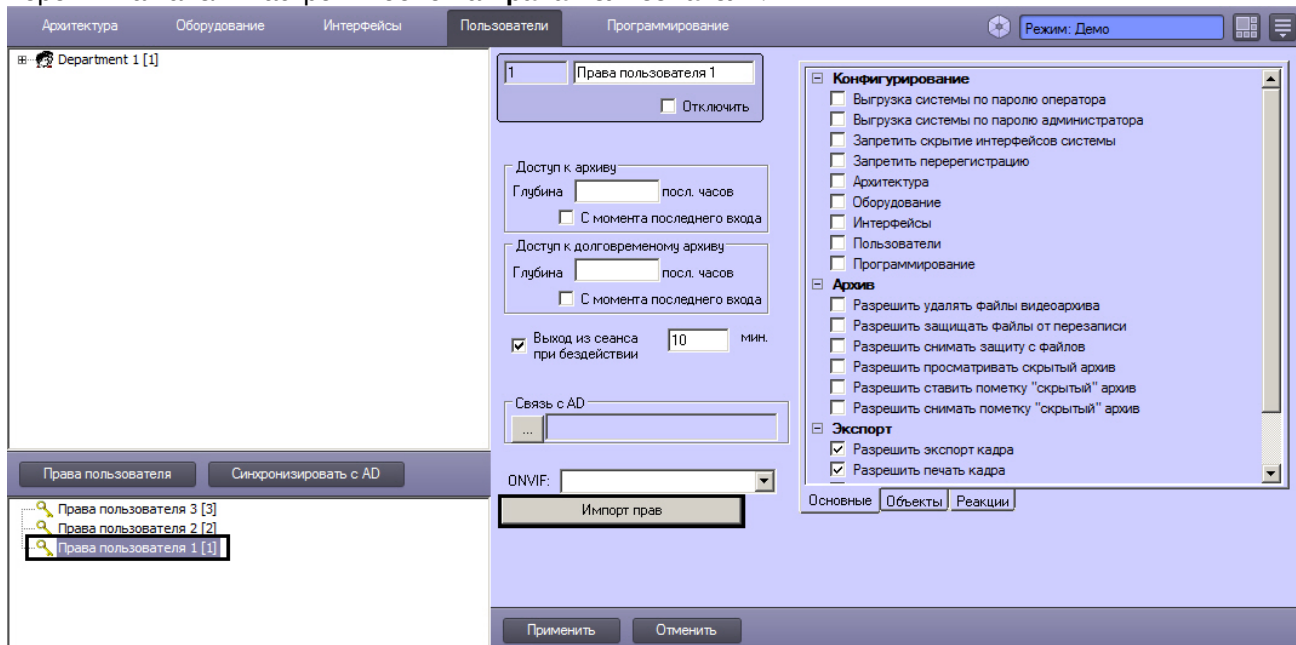 Архитектура Оборудование Интерфейсы Пользователи Программирование Режим: Демо
Department 1 [1]
1 Права пользователя 1
Отключить
Доступ к архиву
Глубина посл. часов
С момента последнего входа
Доступ к долговременому архиву
Глубина посл. часов
С момента последнего входа
Выход из сеанса при бездействии 10 мин.
Связь с AD
...
ONVIF:
Импорт прав
Конфигурирование
Выгрузка системы по паролю оператора
Выгрузка системы по паролю администратора
Запретить скрытие интерфейсов системы
Запретить перерегистрацию
Архитектура
Оборудование
Интерфейсы
Пользователи
Программирование
Архив
Разрешить удалять файлы видеоархива
Разрешить защищать файлы от перезаписи
Разрешить снимать защиту с файлов
Разрешить просматривать скрытый архив
Разрешить ставить пометку "скрытый" архив
Разрешить снимать пометку "скрытый" архив
Экспорт
Разрешить экспорт кадра
Разрешить печать кадра
Основные Объекты Реакции
Права пользователя Синхронизировать с AD
Права пользователя 3 [3]
Права пользователя 2 [2]
Права пользователя 1 [1]
Применить Отменить